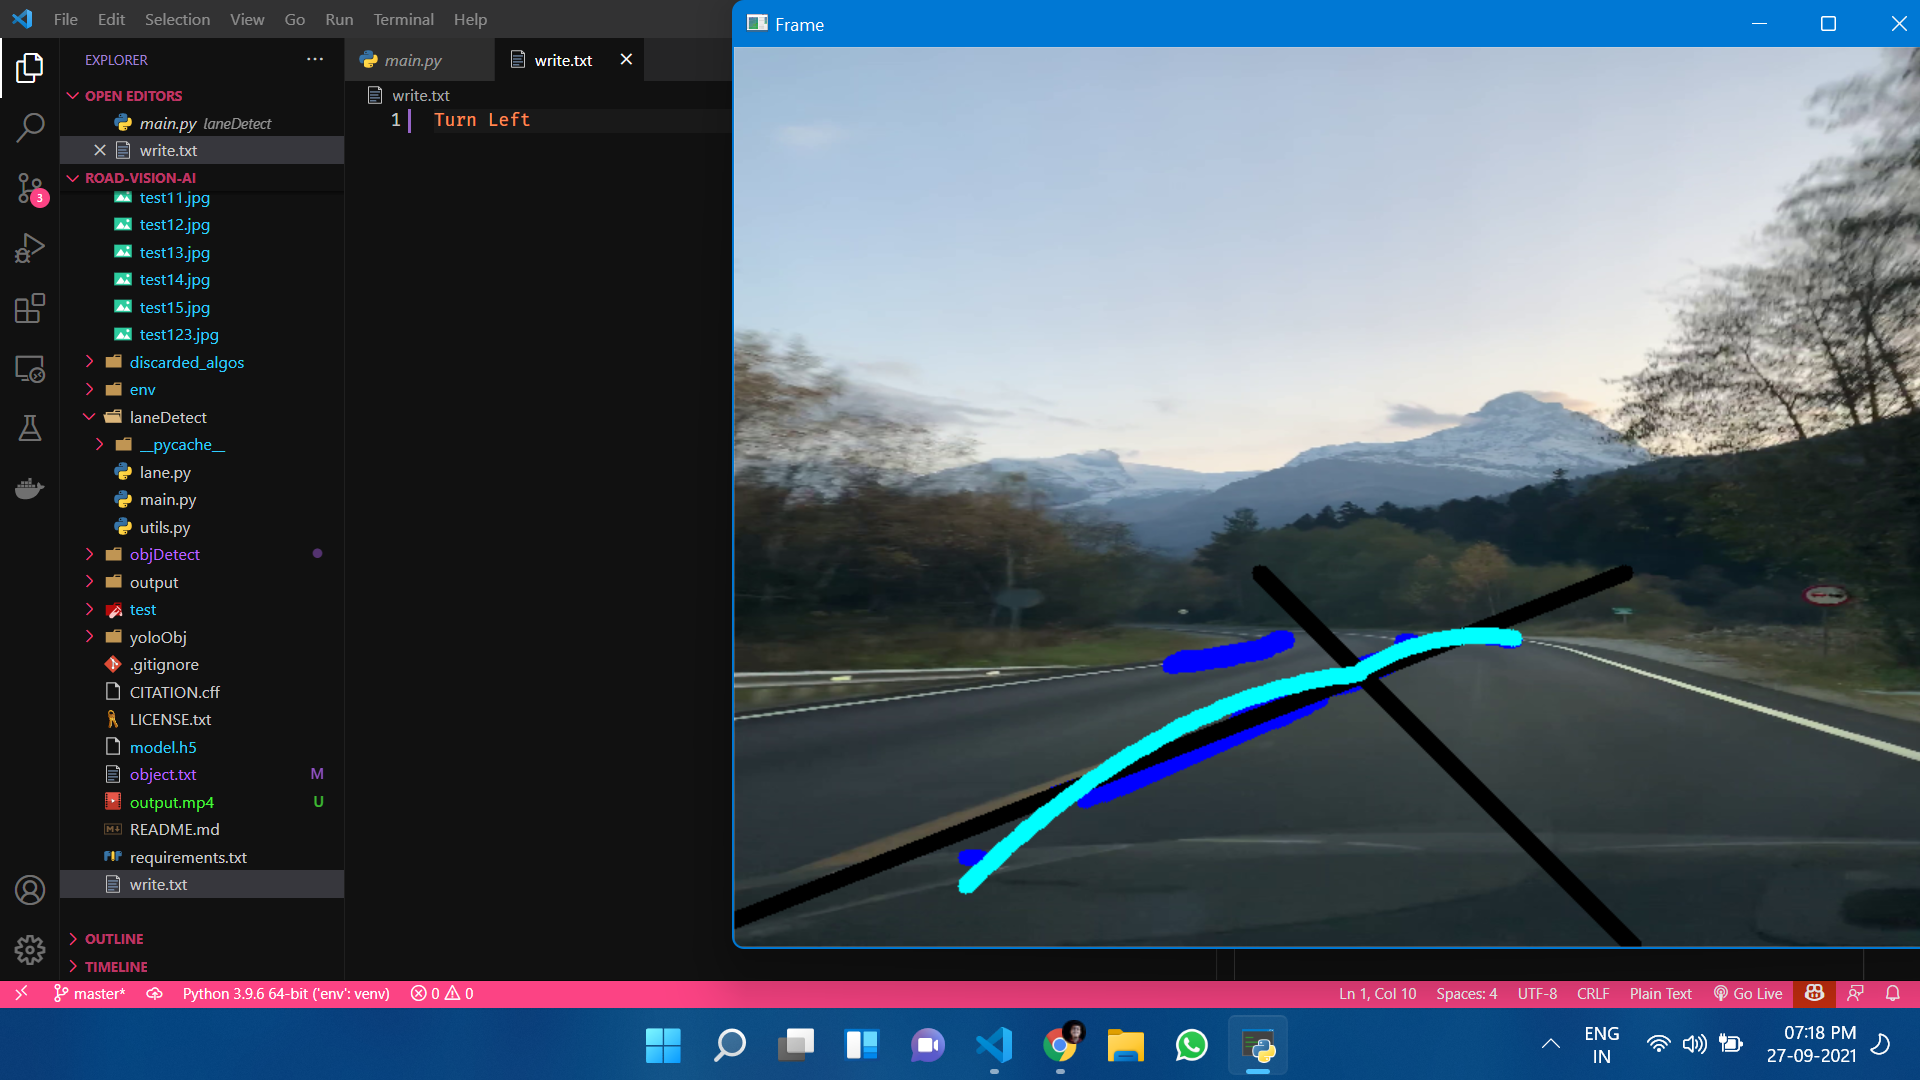 File Edit Selection View Go Run Terminal Help
Frame
EXPLORER
main.py
write.txt
OPEN EDITORS
main.py laneDetect
write.txt
ROAD-VISION-AI
test11.jpg
test12.jpg
test13.jpg
test14.jpg
test15.jpg
test123.jpg
discarded_algos
env
laneDetect
__pycache__
lane.py
main.py
utils.py
objDetect
output
test
yoloObj
.gitignore
CITATION.cff
LICENSE.txt
model.h5
object.txt M
output.mp4 U
README.md
requirements.txt
write.txt
OUTLINE
TIMELINE
write.txt
1 Turn Left
3
master* Python 3.9.6 64-bit ('env': venv) 0 0 Ln 1, Col 10 Spaces: 4 UTF-8 CRLF Plain Text Go Live
ENG
IN
07:18 PM
27-09-2021